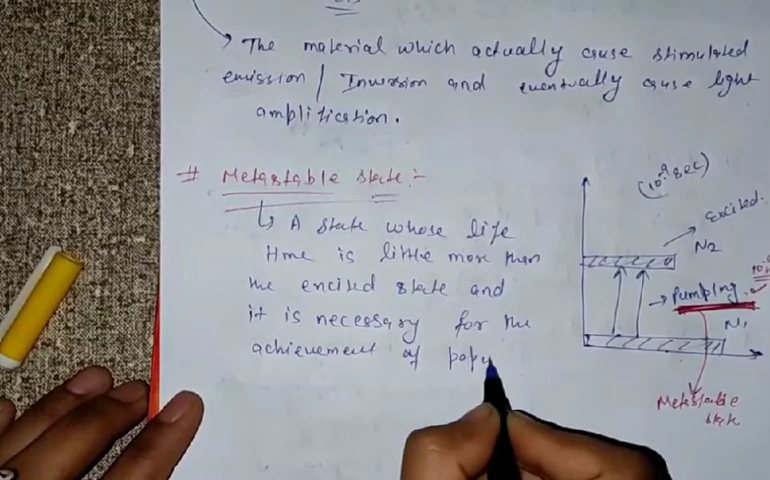 The material which actually cause stimulated
emission / Inversion and eventually cause light
amplification.
# Metastable state :-
A state whose life
time is little more than
the excited state and
it is necessary for the
achievement of popu
(10⁻⁹ sec)
Excited.
N2
Pumping.
N1
Metastable
state